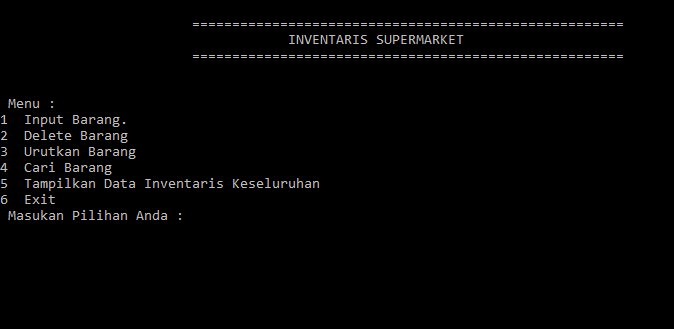 ======================================================
INVENTARIS SUPERMARKET
======================================================
Menu :
1 Input Barang.
2 Delete Barang
3 Urutkan Barang
4 Cari Barang
5 Tampilkan Data Inventaris Keseluruhan
6 Exit
Masukan Pilihan Anda :